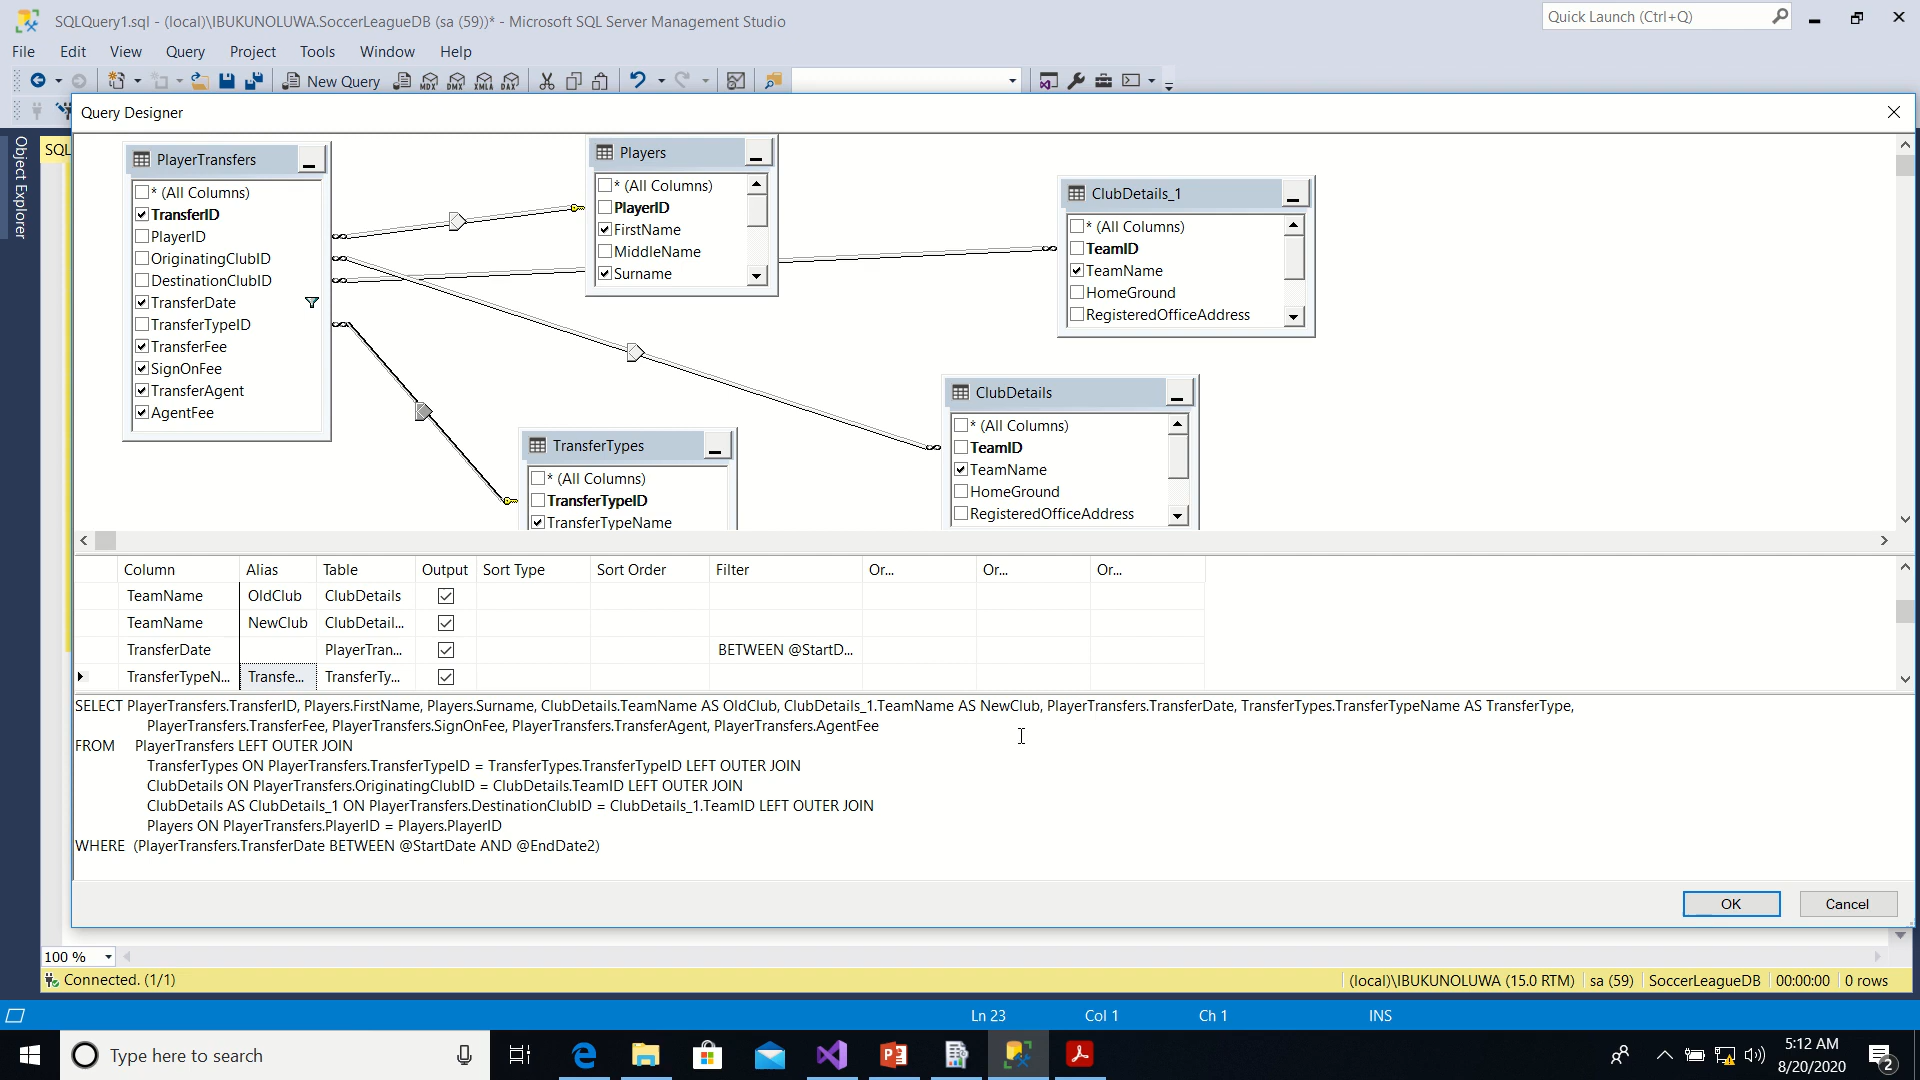 SQLQuery1.sql - (local)\IBUKUNOLUWA.SoccerLeagueDB (sa (59))* - Microsoft SQL Server Management Studio
Quick Launch (Ctrl+Q)
File Edit View Query Project Tools Window Help
New Query
MDX DMX XMLA DAX
Query Designer
Object Explorer
SQL
PlayerTransfers
* (All Columns)
TransferID
PlayerID
OriginatingClubID
DestinationClubID
TransferDate
TransferTypeID
TransferFee
SignOnFee
TransferAgent
AgentFee
Players
* (All Columns)
PlayerID
FirstName
MiddleName
Surname
ClubDetails_1
* (All Columns)
TeamID
TeamName
HomeGround
RegisteredOfficeAddress
TransferTypes
* (All Columns)
TransferTypeID
TransferTypeName
ClubDetails
* (All Columns)
TeamID
TeamName
HomeGround
RegisteredOfficeAddress
Column Alias Table Output Sort Type Sort Order Filter Or... Or... Or...
TeamName OldClub ClubDetails
TeamName NewClub ClubDetail...
TransferDate PlayerTran... BETWEEN @StartD...
TransferTypeN... Transfe... TransferTy...
SELECT PlayerTransfers.TransferID, Players.FirstName, Players.Surname, ClubDetails.TeamName AS OldClub, ClubDetails_1.TeamName AS NewClub, PlayerTransfers.TransferDate, TransferTypes.TransferTypeName AS TransferType,
PlayerTransfers.TransferFee, PlayerTransfers.SignOnFee, PlayerTransfers.TransferAgent, PlayerTransfers.AgentFee
FROM PlayerTransfers LEFT OUTER JOIN
TransferTypes ON PlayerTransfers.TransferTypeID = TransferTypes.TransferTypeID LEFT OUTER JOIN
ClubDetails ON PlayerTransfers.OriginatingClubID = ClubDetails.TeamID LEFT OUTER JOIN
ClubDetails AS ClubDetails_1 ON PlayerTransfers.DestinationClubID = ClubDetails_1.TeamID LEFT OUTER JOIN
Players ON PlayerTransfers.PlayerID = Players.PlayerID
WHERE (PlayerTransfers.TransferDate BETWEEN @StartDate AND @EndDate2)
OK Cancel
100 %
Connected. (1/1) (local)\IBUKUNOLUWA (15.0 RTM) sa (59) SoccerLeagueDB 00:00:00 0 rows
Ln 23 Col 1 Ch 1 INS
Type here to search
5:12 AM
8/20/2020
2